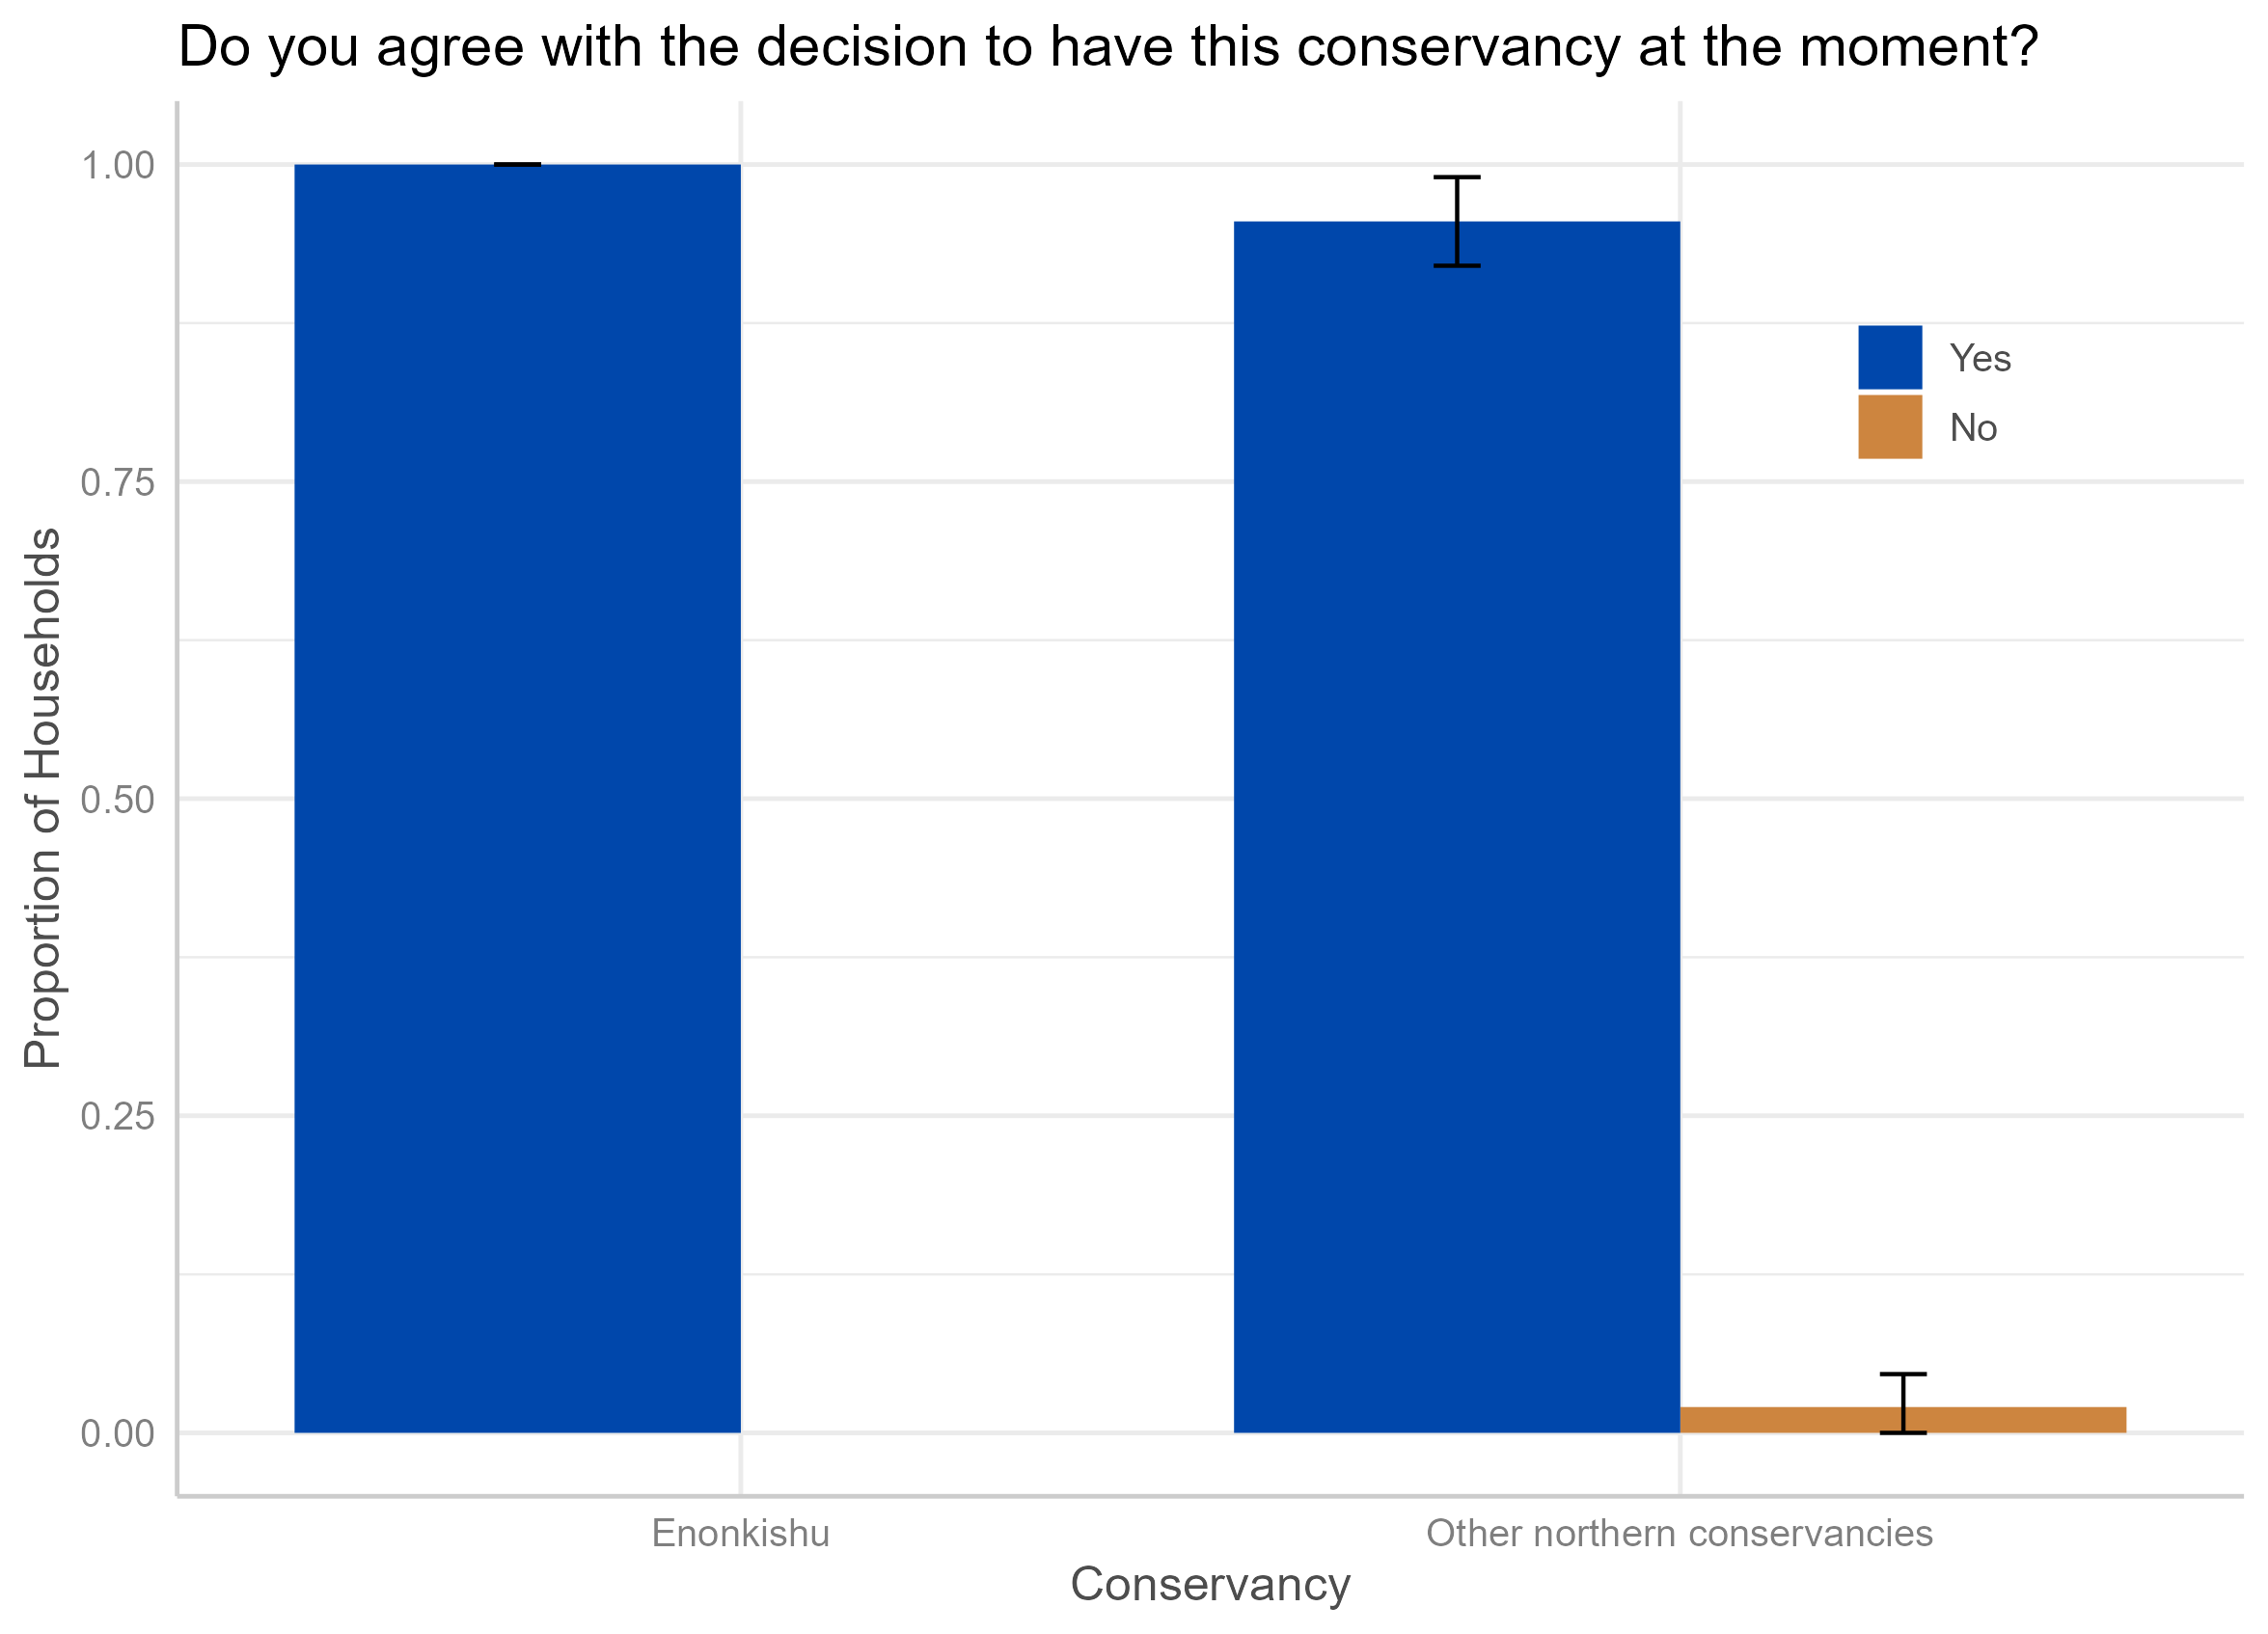 Do you agree with the decision to have this conservancy at the moment?
1.00
0.75
0.50
0.25
0.00
Proportion of Households
Yes
No
Enonkishu
Other northern conservancies
Conservancy